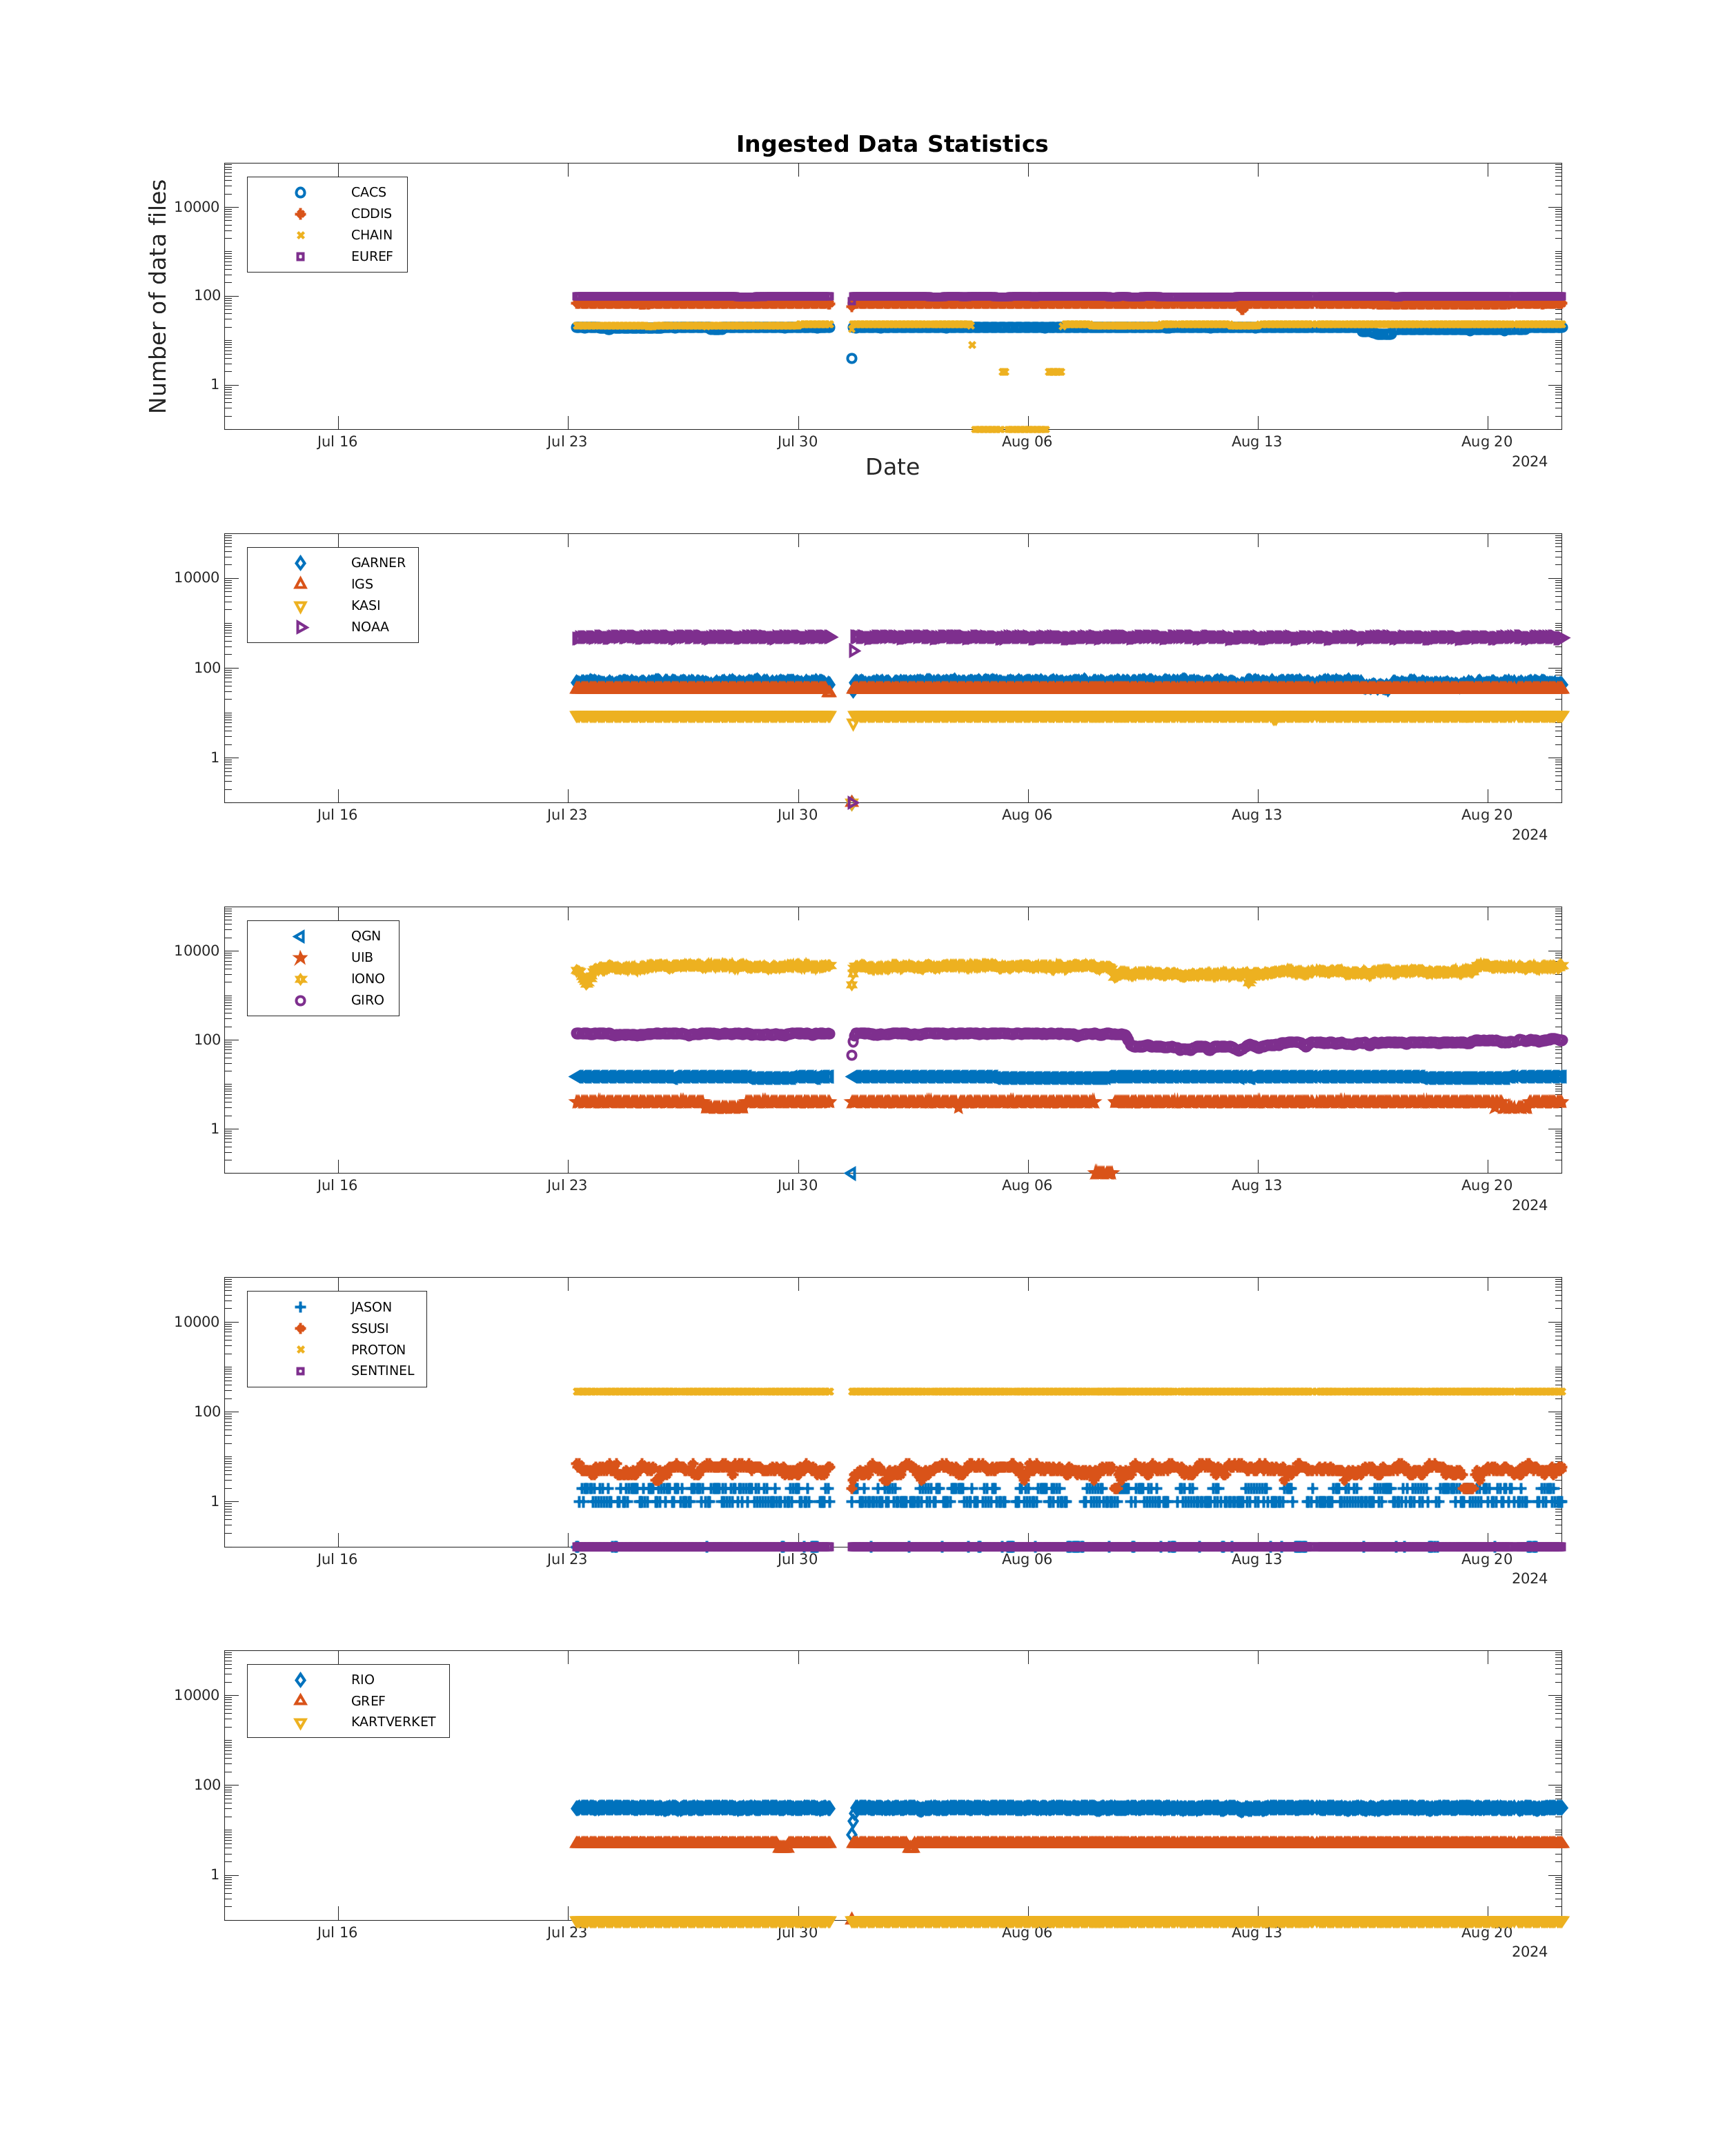 Ingested Data Statistics
Number of data files
CACS
CDDIS
CHAIN
EUREF
10000
100
1
Jul 16 Jul 23 Jul 30 Aug 06 Aug 13 Aug 20
2024
Date
GARNER
IGS
KASI
NOAA
10000
100
1
Jul 16 Jul 23 Jul 30 Aug 06 Aug 13 Aug 20
2024
QGN
UIB
IONO
GIRO
10000
100
1
Jul 16 Jul 23 Jul 30 Aug 06 Aug 13 Aug 20
2024
JASON
SSUSI
PROTON
SENTINEL
10000
100
1
Jul 16 Jul 23 Jul 30 Aug 06 Aug 13 Aug 20
2024
RIO
GREF
KARTVERKET
10000
100
1
Jul 16 Jul 23 Jul 30 Aug 06 Aug 13 Aug 20
2024